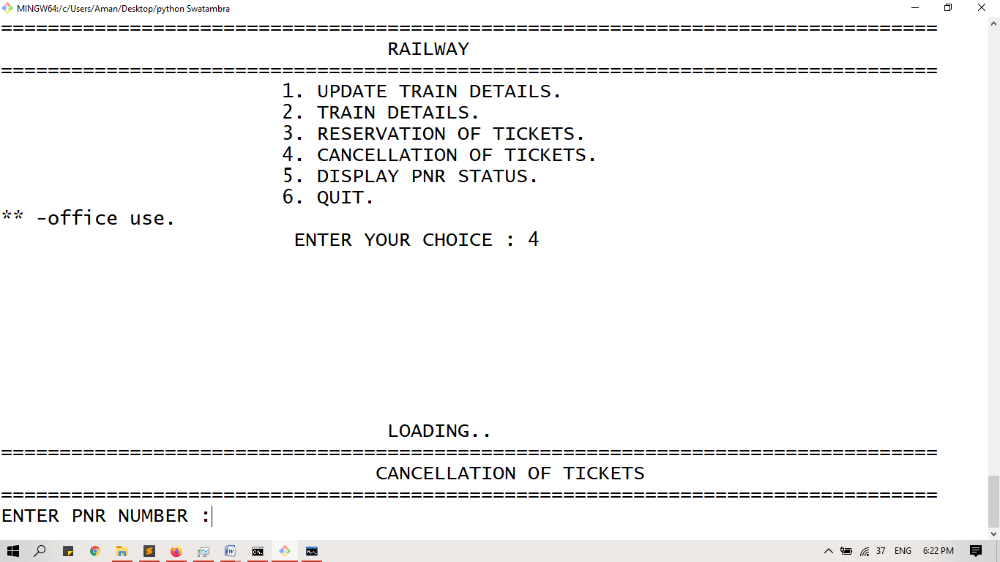 MINGW64:/c/Users/Aman/Desktop/python Swatambra
================================================================================
RAILWAY
================================================================================
1. UPDATE TRAIN DETAILS.
2. TRAIN DETAILS.
3. RESERVATION OF TICKETS.
4. CANCELLATION OF TICKETS.
5. DISPLAY PNR STATUS.
6. QUIT.
** -office use.
ENTER YOUR CHOICE : 4
LOADING..
================================================================================
CANCELLATION OF TICKETS
================================================================================
ENTER PNR NUMBER :
37 ENG 6:22 PM